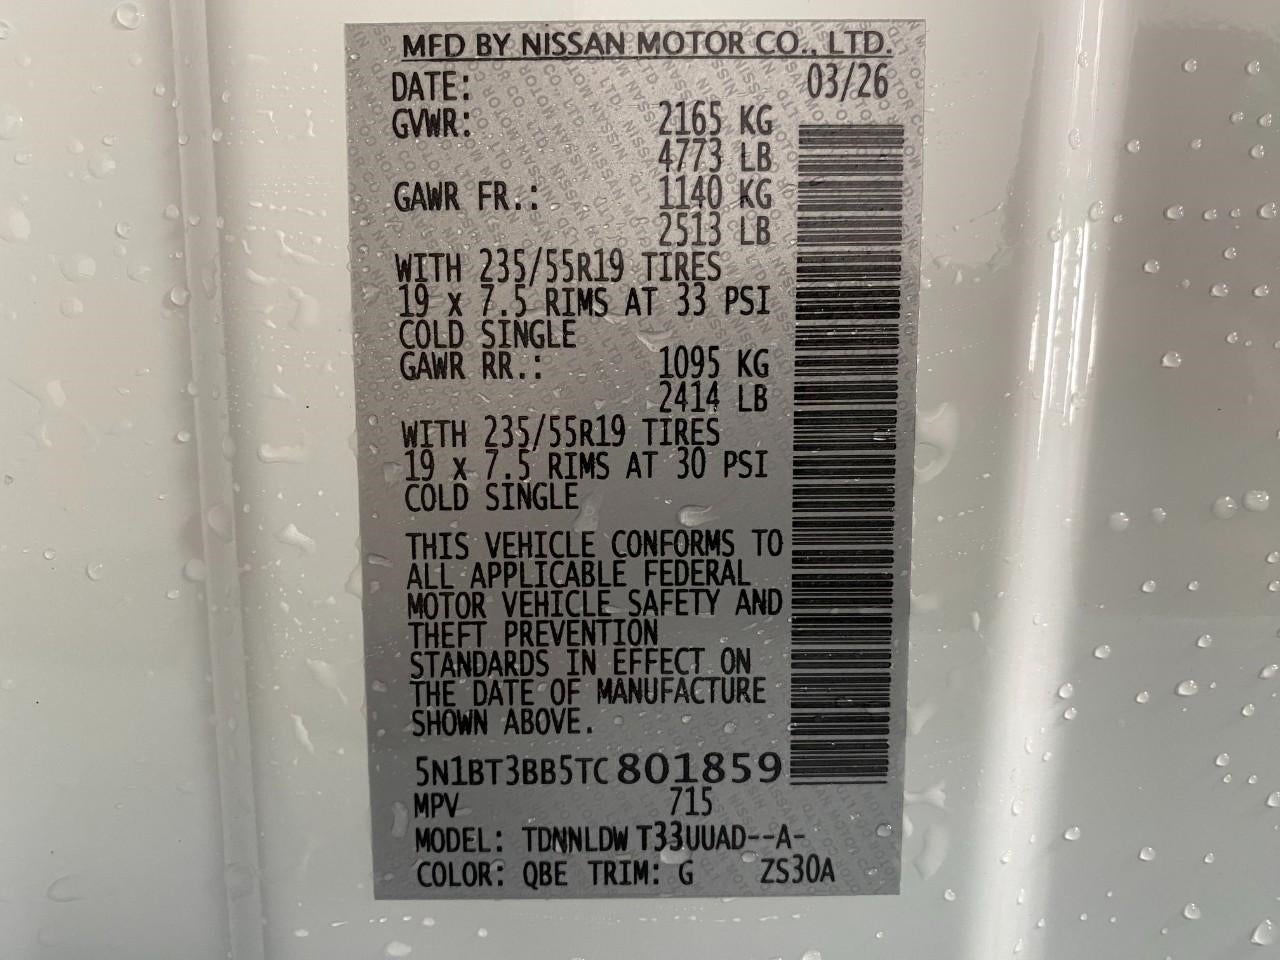 MFD BY NISSAN MOTOR CO., LTD.
DATE: 03/26
GVWR: 2165 KG
4773 LB
GAWR FR.: 1140 KG
2513 LB
WITH 235/55R19 TIRES
19 x 7.5 RIMS AT 33 PSI
COLD SINGLE
GAWR RR.: 1095 KG
2414 LB
WITH 235/55R19 TIRES
19 x 7.5 RIMS AT 30 PSI
COLD SINGLE
THIS VEHICLE CONFORMS TO
ALL APPLICABLE FEDERAL
MOTOR VEHICLE SAFETY AND
THEFT PREVENTION
STANDARDS IN EFFECT ON
THE DATE OF MANUFACTURE
SHOWN ABOVE.
5N1BT3BB5TC801859
MPV 715
MODEL: TDNNLDW T33UUAD--A-
COLOR: QBE TRIM: G ZS30A